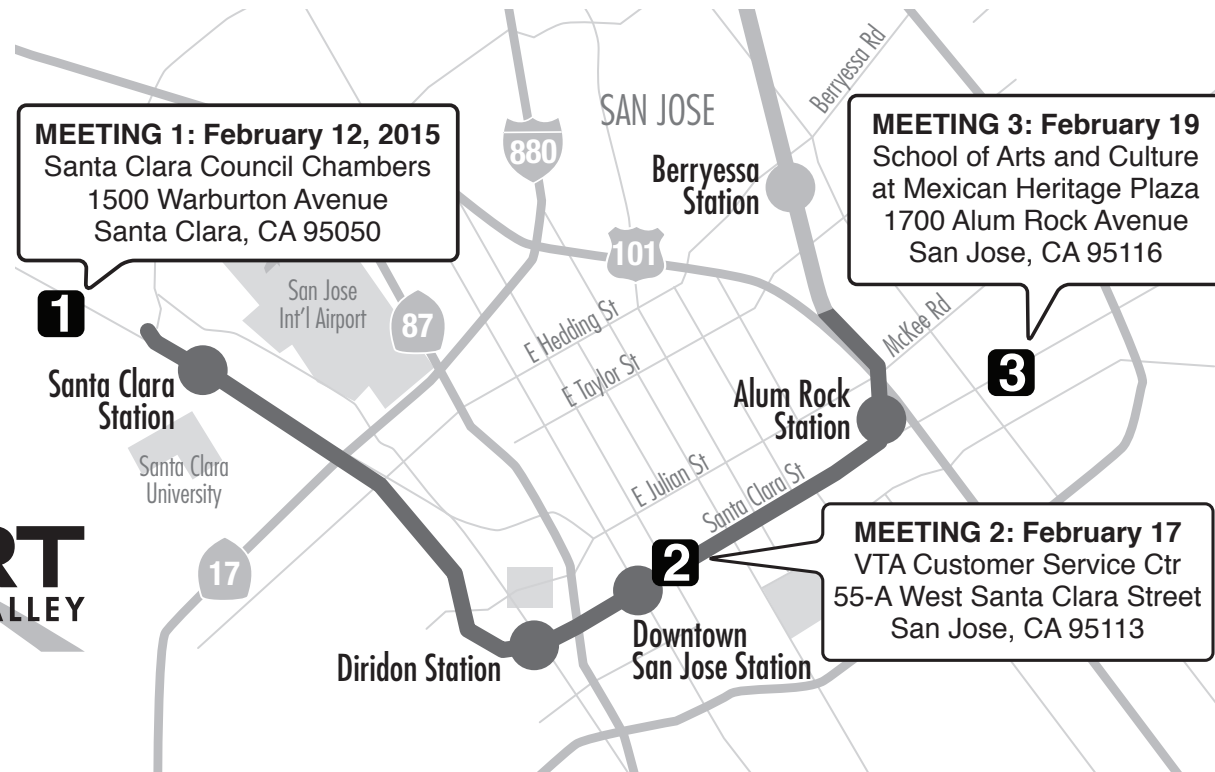 MEETING 1: February 12, 2015
Santa Clara Council Chambers
1500 Warburton Avenue
Santa Clara, CA 95050
SAN JOSE
880
Berryessa Rd
Berryessa
Station
MEETING 3: February 19
School of Arts and Culture
at Mexican Heritage Plaza
1700 Alum Rock Avenue
San Jose, CA 95116
101
1
San Jose
Int'l Airport
87
E Hedding St
McKee Rd
E Taylor St
3
Santa Clara
Station
Alum Rock
Station
Santa Clara
University
E Julian St
Santa Clara St
MEETING 2: February 17
VTA Customer Service Ctr
55-A West Santa Clara Street
San Jose, CA 95113
17
2
Downtown
San Jose Station
Diridon Station